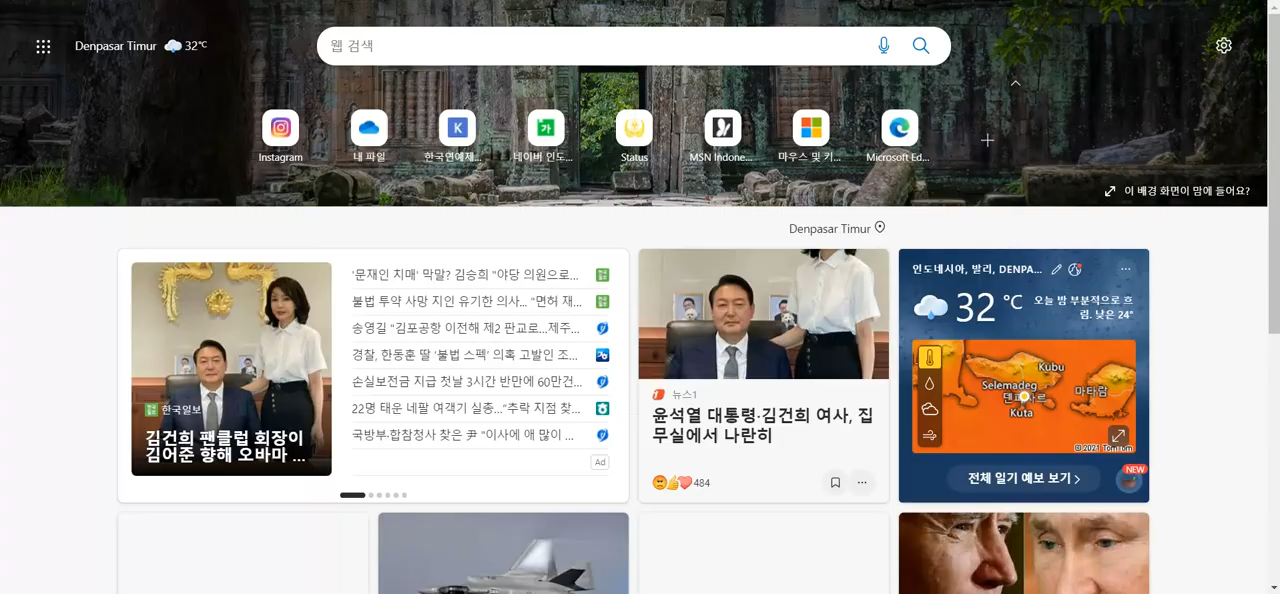 Denpasar Timur 32℃
웹 검색
Instagram
내 파일
한국연예제...
네이버 인도...
Status
MSN Indone...
마우스 및 키...
Microsoft Ed...
이 배경 화면이 맘에 들어요?
Denpasar Timur
한국일보
김건희 팬클럽 회장이
김어준 향해 오바마 ...
'문재인 치매' 막말? 김승희 "야당 의원으로...
불법 투약 사망 지인 유기한 의사... "면허 재...
송영길 "김포공항 이전해 제2 판교로...제주...
경찰, 한동훈 딸 '불법 스펙' 의혹 고발인 조...
손실보전금 지급 첫날 3시간 반만에 60만건...
22명 태운 네팔 여객기 실종..."추락 지점 찾...
국방부·합참청사 찾은 尹 "이사에 애 많이 ...
Ad
뉴스1
윤석열 대통령·김건희 여사, 집
무실에서 나란히
484
인도네시아, 발리, DENPA...
32 ℃
오늘 밤 부분적으로 흐
림. 낮은 24°
Kubu
Selemadeg
마타람
덴파사르
Kuta
© 2021 TomTom
전체 일기 예보 보기
NEW